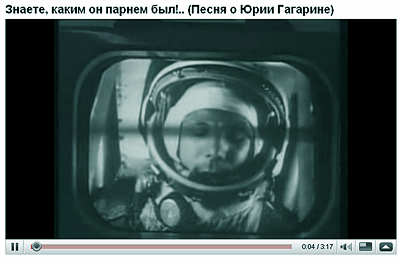 Знаете, каким он парнем был!.. (Песня о Юрии Гагарине)
0:04 / 3:17